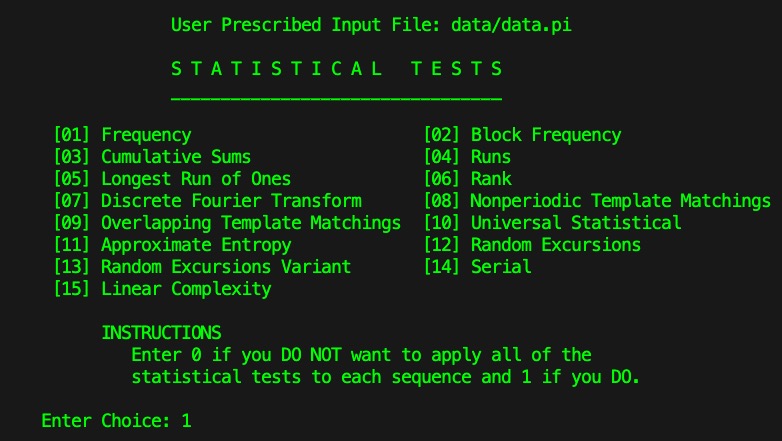 User Prescribed Input File: data/data.pi
S T A T I S T I C A L   T E S T S
_________________________________
[01] Frequency                       [02] Block Frequency
[03] Cumulative Sums                 [04] Runs
[05] Longest Run of Ones             [06] Rank
[07] Discrete Fourier Transform      [08] Nonperiodic Template Matchings
[09] Overlapping Template Matchings  [10] Universal Statistical
[11] Approximate Entropy             [12] Random Excursions
[13] Random Excursions Variant       [14] Serial
[15] Linear Complexity
INSTRUCTIONS
Enter 0 if you DO NOT want to apply all of the
statistical tests to each sequence and 1 if you DO.
Enter Choice: 1